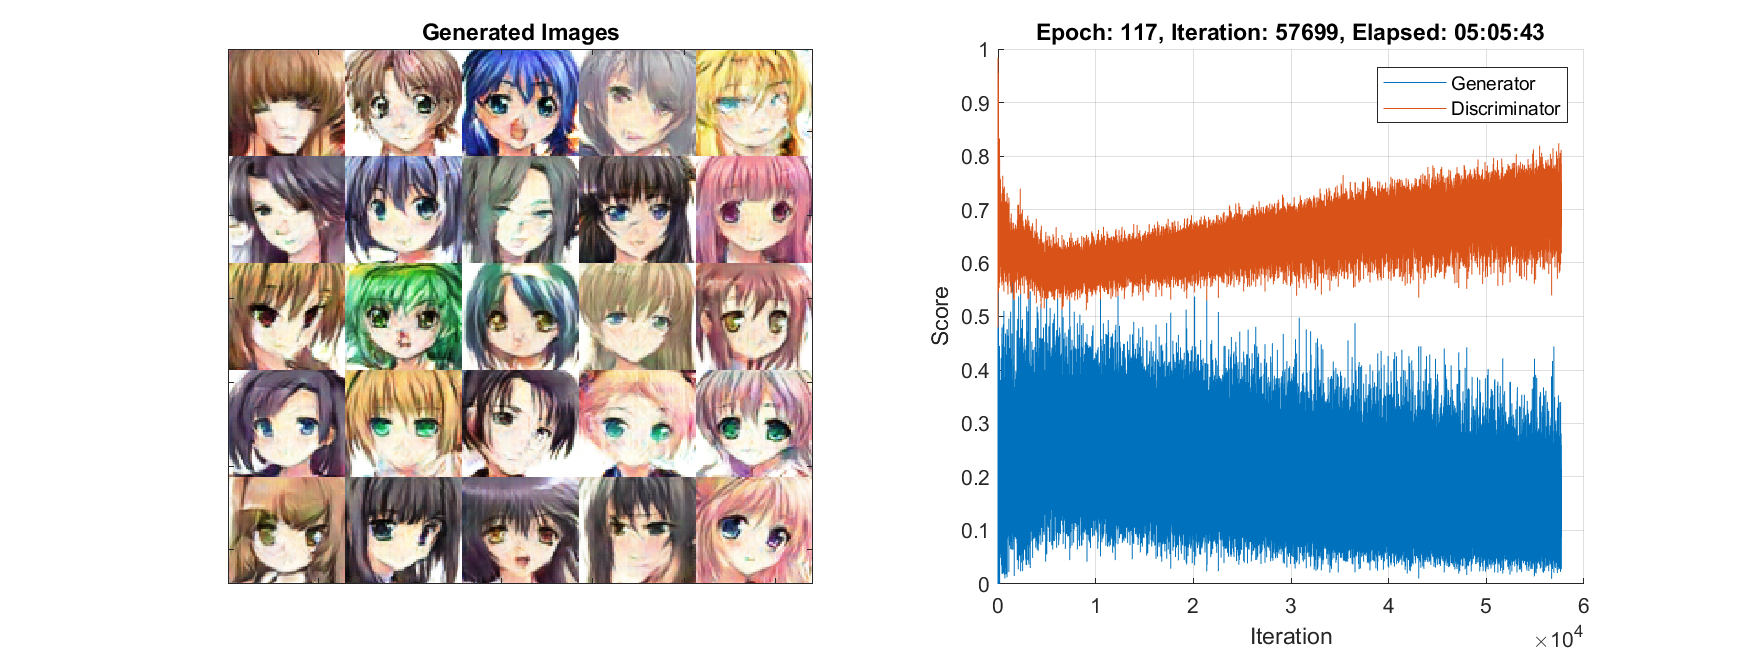 Generated Images
Epoch: 117, Iteration: 57699, Elapsed: 05:05:43
1
0.9
0.8
0.7
0.6
0.5
0.4
0.3
0.2
0.1
0
Score
Generator
Discriminator
0 1 2 3 4 5 6
Iteration
×10^4